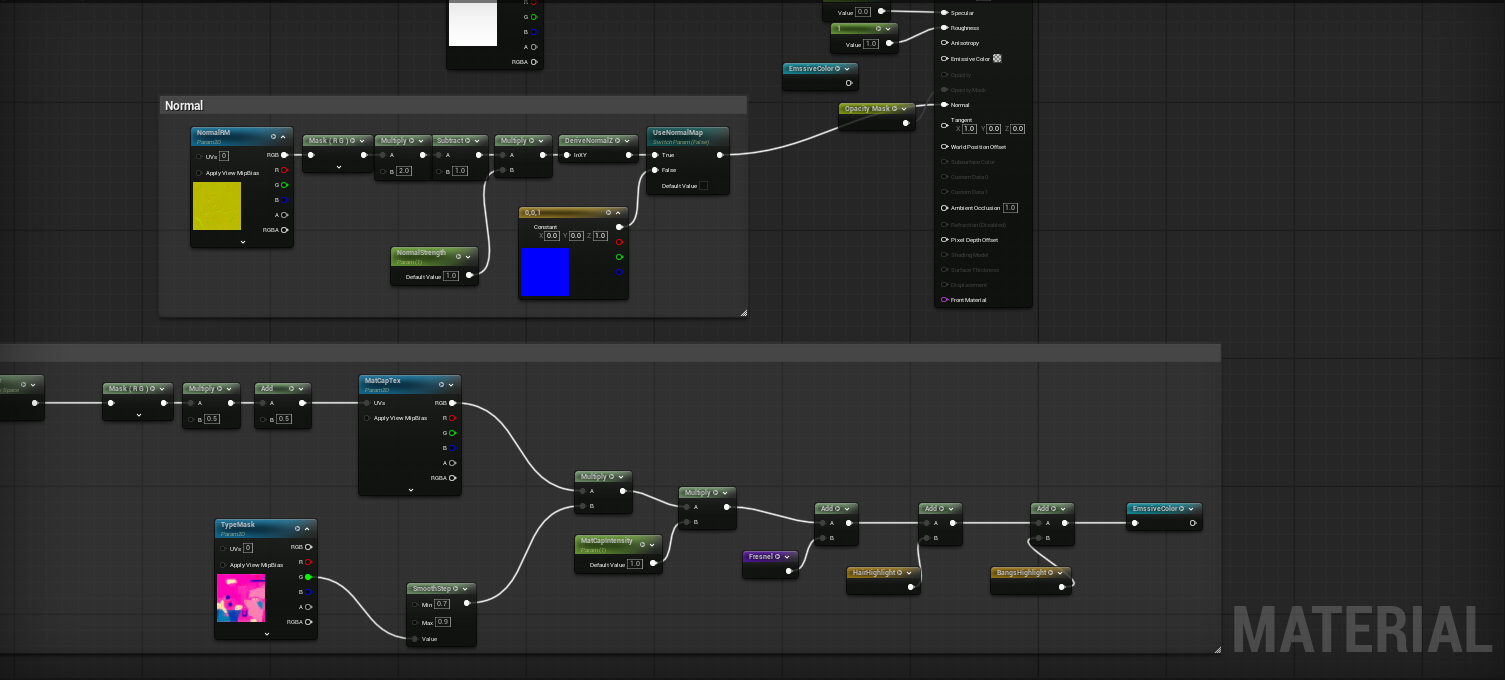 R
G
B
A
RGBA
Value 0.0
1
Value 1.0
EmssiveColor
Opacity Mask
Specular
Roughness
Anisotropy
Emissive Color
Opacity
Opacity Mask
Normal
Tangent
X 1.0 Y 0.0 Z 0.0
World Position Offset
Subsurface Color
Custom Data 0
Custom Data 1
Ambient Occlusion 1.0
Refraction (Disabled)
Pixel Depth Offset
Shading Model
Surface Thickness
Displacement
Front Material
Normal
NormalRM
Param2D
UVs 0
Apply View MipBias
RGB
R
G
B
A
RGBA
Mask ( R G )
Multiply
A
B 2.0
Subtract
A
B 1.0
Multiply
A
B
DeriveNormalZ
InXY
UseNormalMap
Switch Param (False)
True
False
Default Value
NormalStrength
Param (1)
Default Value 1.0
0,0,1
Constant
X 0.0 Y 0.0 Z 1.0
Mask ( R G )
Multiply
A
B 0.5
Add
A
B 0.5
MatCapTex
Param2D
UVs
Apply View MipBias
RGB
R
G
B
A
RGBA
TypeMask
Param2D
UVs 0
Apply View MipBias
RGB
R
G
B
A
RGBA
SmoothStep
Min 0.7
Max 0.9
Value
Multiply
A
B
MatCapIntensity
Param (1)
Default Value 1.0
Multiply
A
B
Fresnel
Add
A
B
HairHighlight
Add
A
B
BangsHighlight
Add
A
B
EmssiveColor
MATERIAL